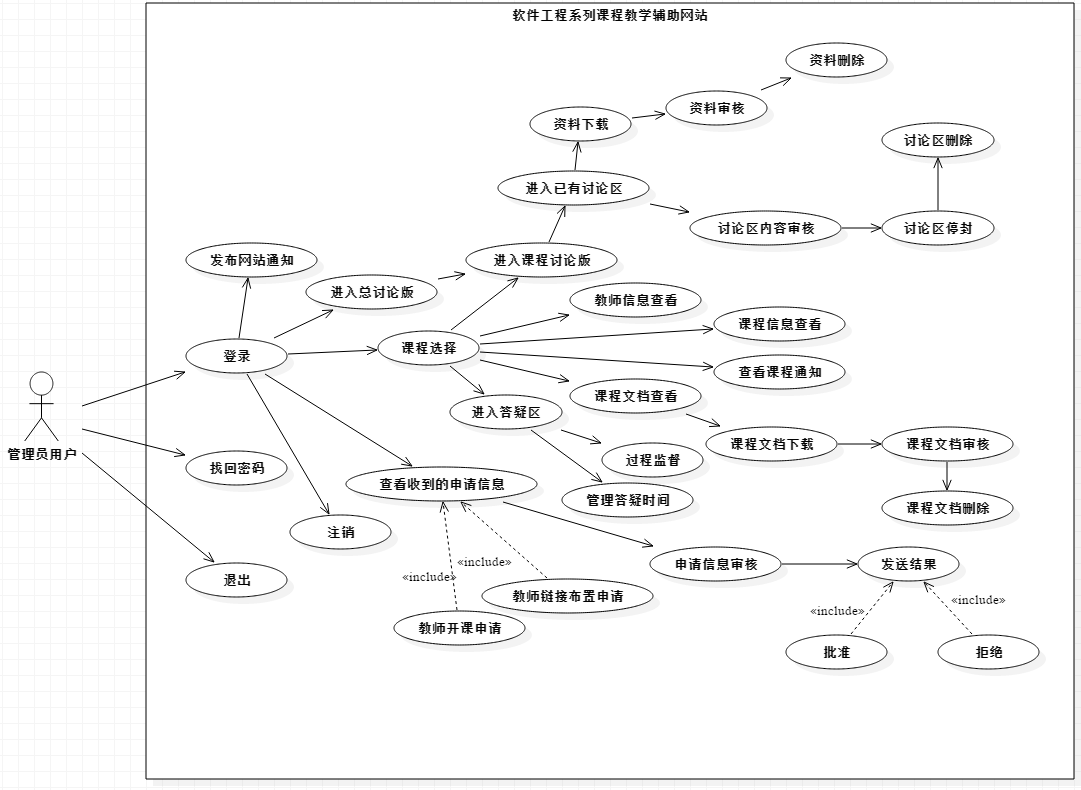 软件工程系列课程教学辅助网站
资料删除
资料审核
资料下载
讨论区删除
进入已有讨论区
讨论区内容审核
讨论区停封
发布网站通知
进入课程讨论版
进入总讨论版
教师信息查看
课程信息查看
登录
课程选择
查看课程通知
课程文档查看
进入答疑区
管理员用户
课程文档下载
课程文档审核
找回密码
过程监督
查看收到的申请信息
管理答疑时间
课程文档删除
注销
«include»
«include»
申请信息审核
发送结果
退出
教师链接布置申请
«include»
«include»
教师开课申请
批准
拒绝